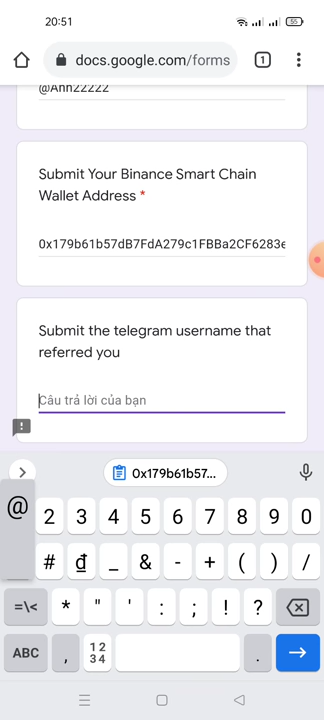 20:51
55
docs.google.com/forms
1
@Anh22222
Submit Your Binance Smart Chain
Wallet Address *
0x179b61b57dB7FdA279c1FBBa2CF6283e
Submit the telegram username that
referred you
Câu trả lời của bạn
0x179b61b57...
@ 2 3 4 5 6 7 8 9 0
# ₫ _ & - + ( ) /
=\< * " ' : ; ! ?
ABC , 12 .
34